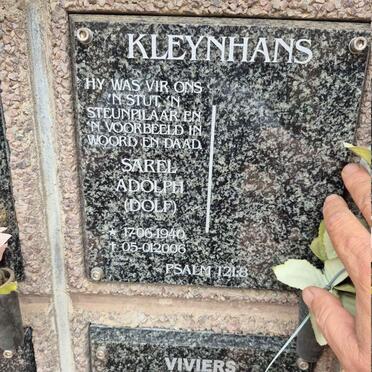 KLEYNHANS
HY WAS VIR ONS
'N STUT, 'N
STEUNPILAAR EN
'N VOORBEELD IN
WOORD EN DAAD.
SAREL
ADOLPH
(DOLF)
* 17-06-1940
† 05-01-2006
PSALM 121:8
VIVIERS